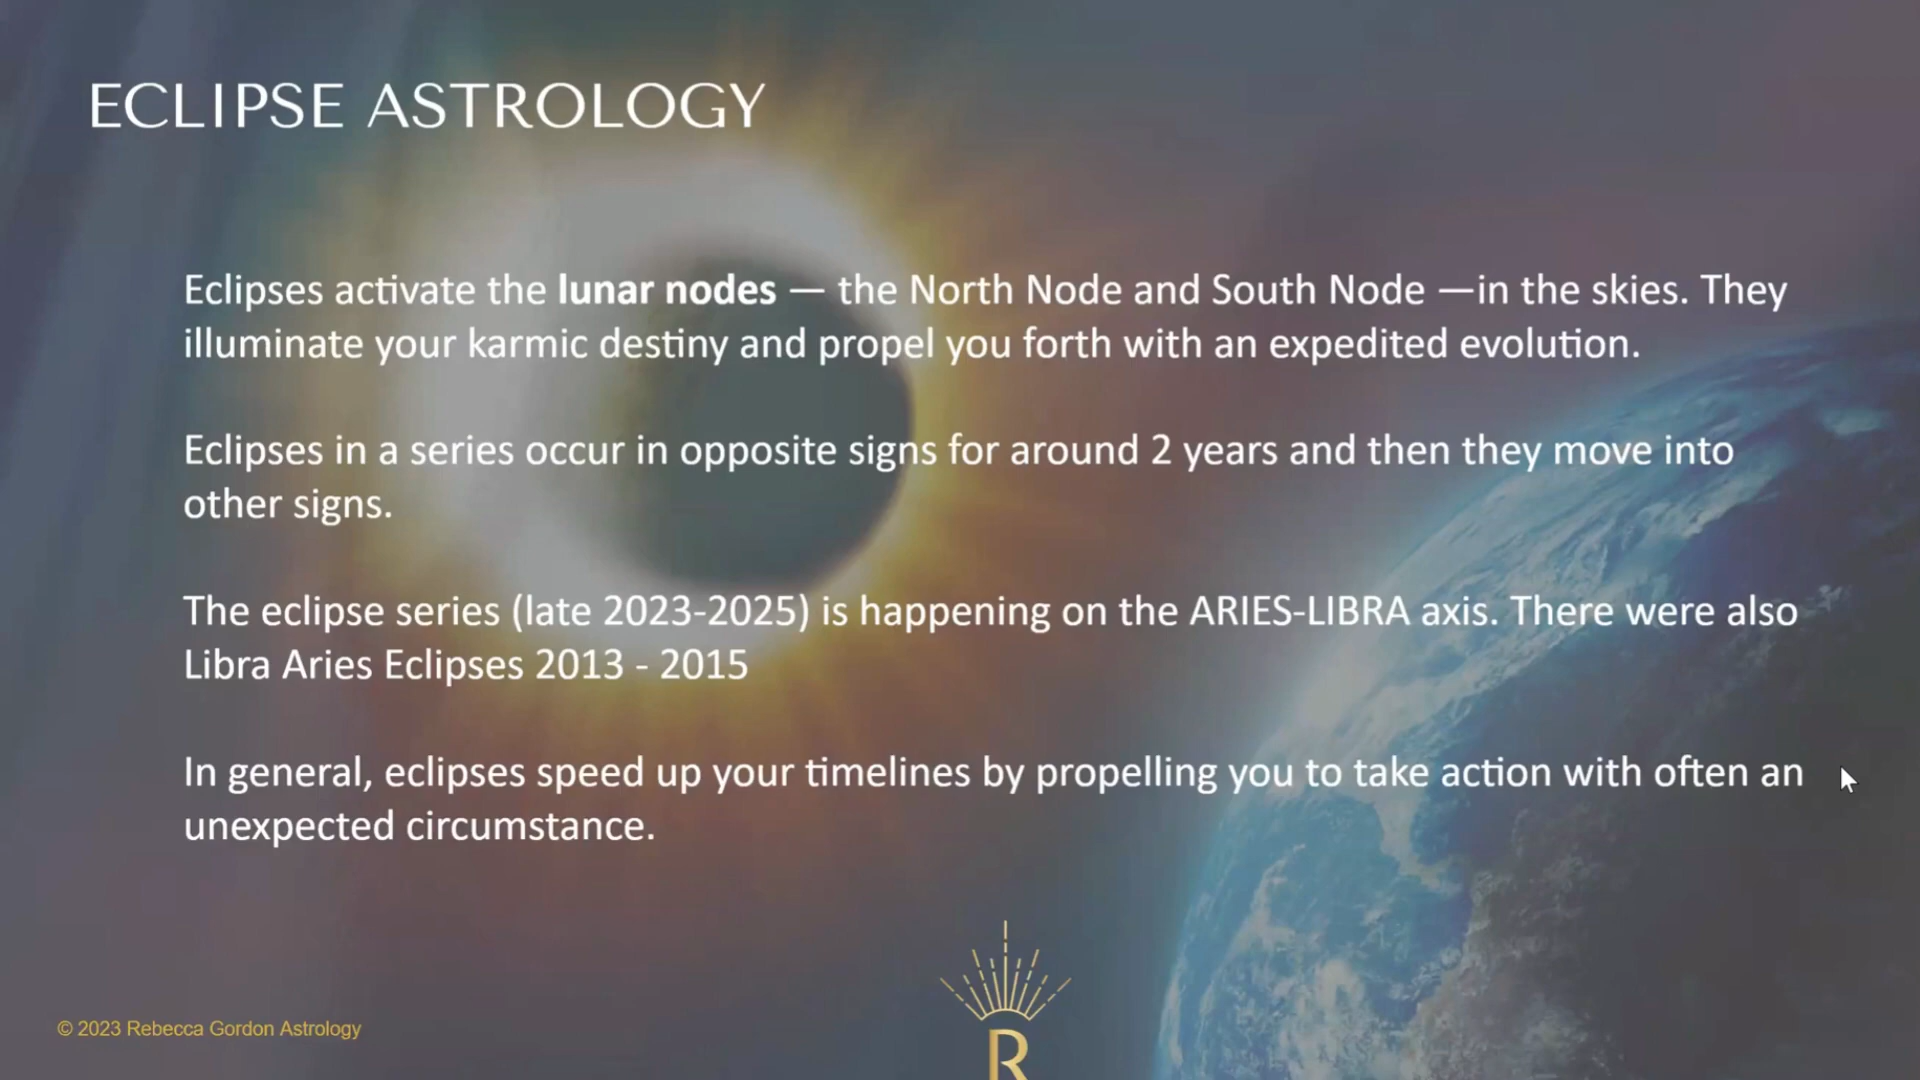 ECLIPSE ASTROLOGY
Eclipses activate the lunar nodes — the North Node and South Node —in the skies. They
illuminate your karmic destiny and propel you forth with an expedited evolution.
Eclipses in a series occur in opposite signs for around 2 years and then they move into
other signs.
The eclipse series (late 2023-2025) is happening on the ARIES-LIBRA axis. There were also
Libra Aries Eclipses 2013 - 2015
In general, eclipses speed up your timelines by propelling you to take action with often an
unexpected circumstance.
© 2023 Rebecca Gordon Astrology
R